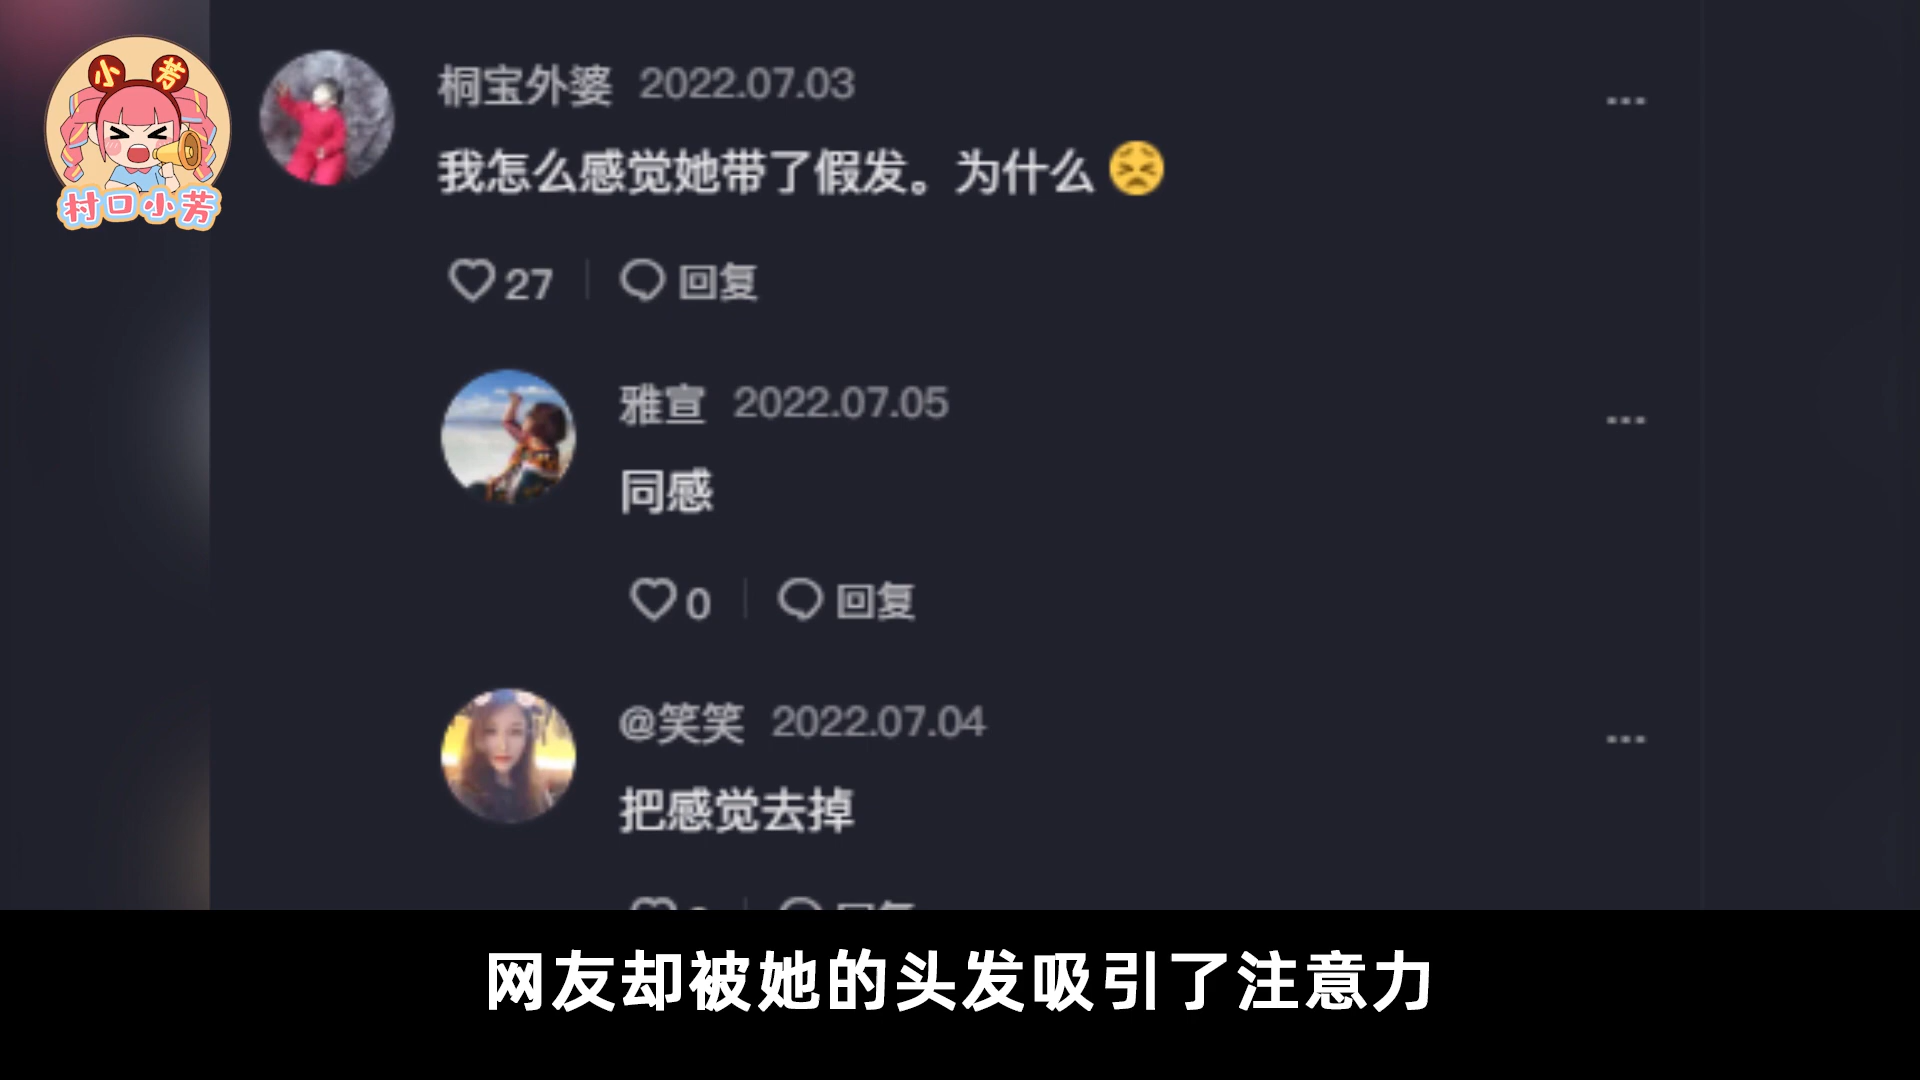 小芳
村口小芳
桐宝外婆 2022.07.03
我怎么感觉她带了假发。为什么
27 回复
雅宣 2022.07.05
同感
0 回复
@笑笑 2022.07.04
把感觉去掉
网友却被她的头发吸引了注意力